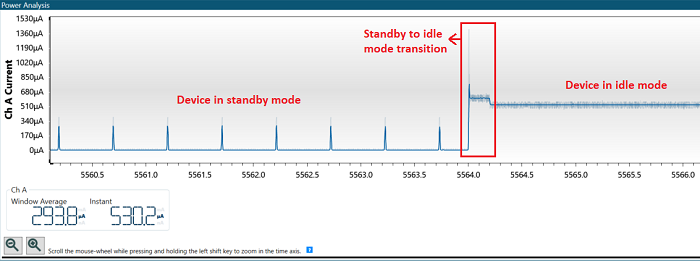 Power Analysis
1530µA
1360µA
1190µA
1020µA
850µA
680µA
510µA
340µA
170µA
0µA
Ch A Current
Standby to idle
mode transition
Device in standby mode
Device in idle mode
5560.5 5561.0 5561.5 5562.0 5562.5 5563.0 5563.5 5564.0 5564.5 5565.0 5565.5 5566.0
Ch A
Window Average Instant
293.8 µA 530.2 µA
Scroll the mouse-wheel while pressing and holding the left shift key to zoom in the time axis. ?